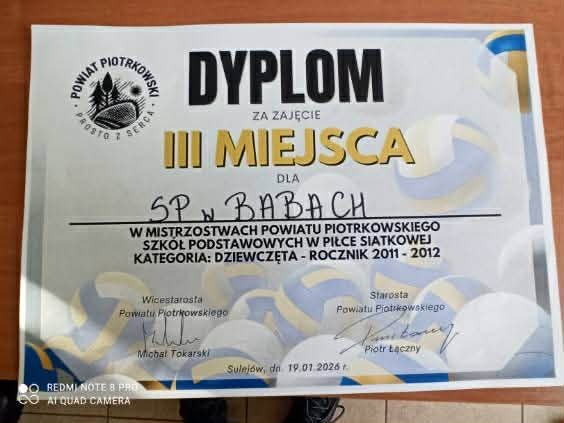 POWIAT PIOTRKOWSKI
PROSTO Z SERCA
DYPLOM
ZA ZAJĘCIE
III MIEJSCA
DLA
SP w BABACH
W MISTRZOSTWACH POWIATU PIOTRKOWSKIEGO
SZKÓŁ PODSTAWOWYCH W PIŁCE SIATKOWEJ
KATEGORIA: DZIEWCZĘTA - ROCZNIK 2011 - 2012
Wicestarosta
Powiatu Piotrkowskiego
Michał Tokarski
Starosta
Powiatu Piotrkowskiego
Piotr Łączny
Sulejów, dn. 19.01.2026 r.
REDMI NOTE 8 PRO
AI QUAD CAMERA